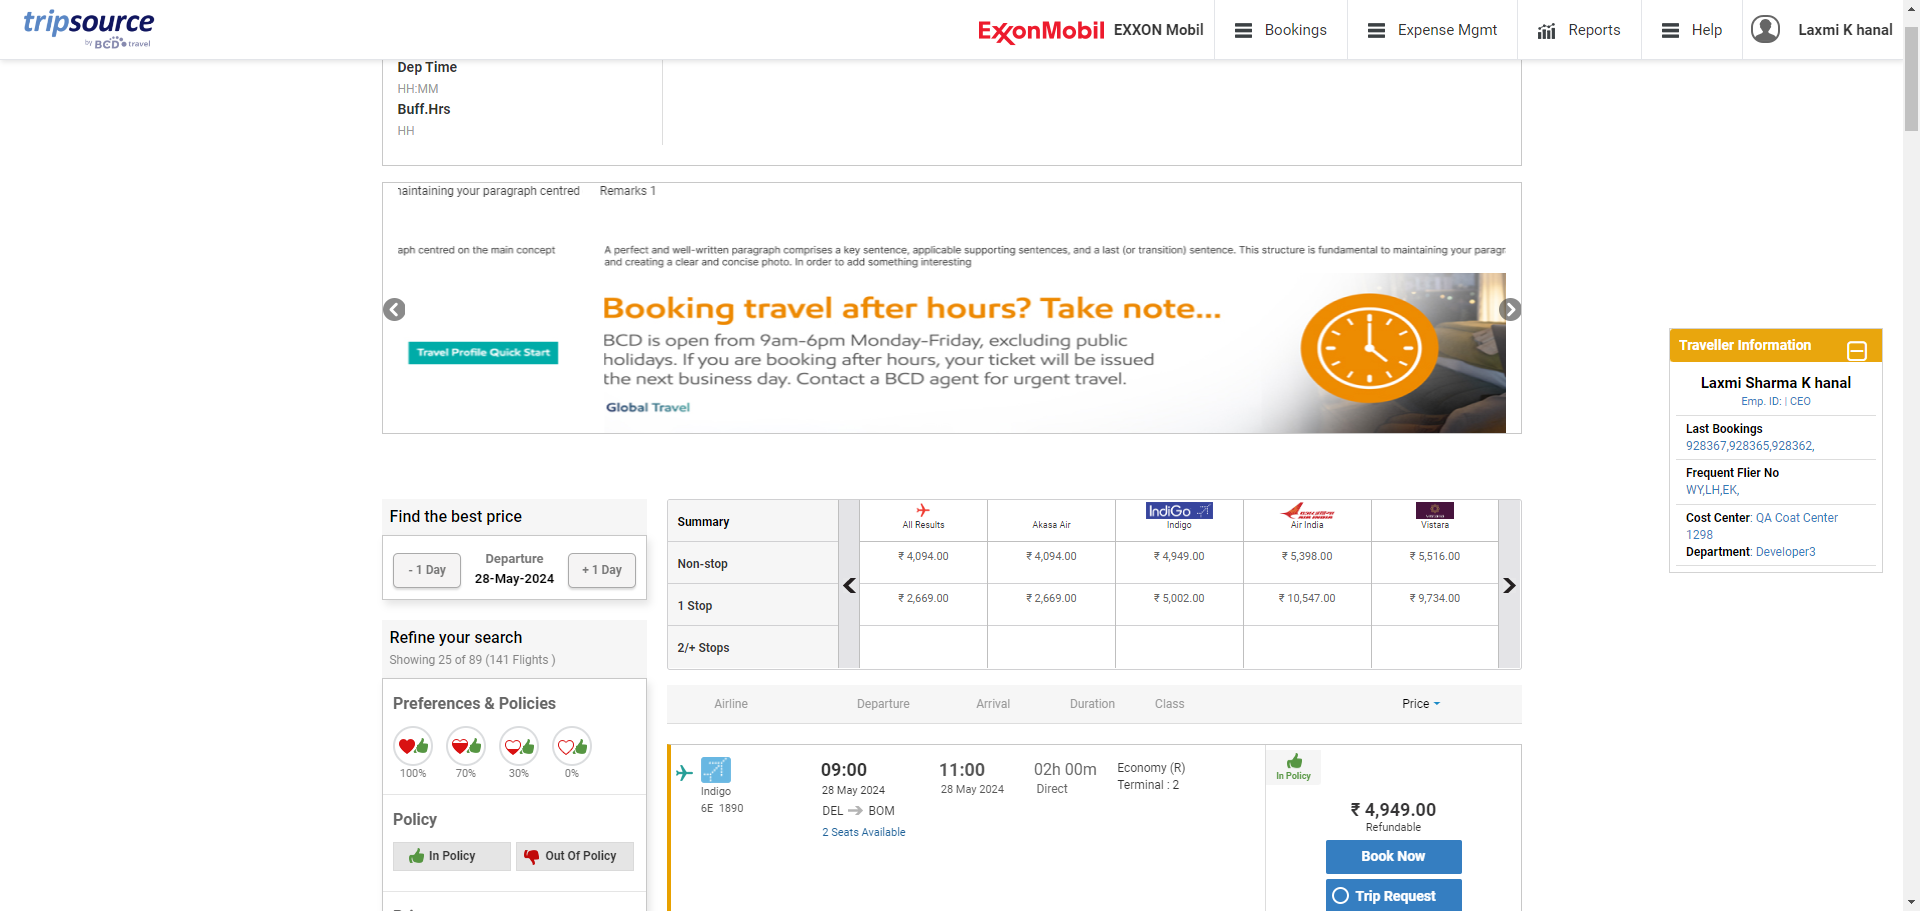 tripsource
by BCD travel
ExxonMobil EXXON Mobil
Bookings
Expense Mgmt
Reports
Help
Laxmi K hanal
Dep Time
HH:MM
Buff.Hrs
HH
naintaining your paragraph centred
Remarks 1
aph centred on the main concept
A perfect and well-written paragraph comprises a key sentence, applicable supporting sentences, and a last (or transition) sentence. This structure is fundamental to maintaining your paragr
and creating a clear and concise photo. In order to add something interesting
Booking travel after hours? Take note...
BCD is open from 9am-6pm Monday-Friday, excluding public
holidays. If you are booking after hours, your ticket will be issued
the next business day. Contact a BCD agent for urgent travel.
Travel Profile Quick Start
Global Travel
Traveller Information
Laxmi Sharma K hanal
Emp. ID: | CEO
Last Bookings
928367,928365,928362,
Frequent Flier No
WY,LH,EK,
Cost Center: QA Coat Center
1298
Department: Developer3
Find the best price
- 1 Day
Departure
28-May-2024
+ 1 Day
Refine your search
Showing 25 of 89 (141 Flights )
Preferences & Policies
100% 70% 30% 0%
Policy
In Policy
Out Of Policy
Summary
All Results
Akasa Air
IndiGo
Indigo
AIR INDIA
Air India
Vistara
Non-stop ₹ 4,094.00 ₹ 4,094.00 ₹ 4,949.00 ₹ 5,398.00 ₹ 5,516.00
1 Stop ₹ 2,669.00 ₹ 2,669.00 ₹ 5,002.00 ₹ 10,547.00 ₹ 9,734.00
2/+ Stops
Airline Departure Arrival Duration Class Price
Indigo
6E 1890
09:00
28 May 2024
DEL BOM
2 Seats Available
11:00
28 May 2024
02h 00m
Direct
Economy (R)
Terminal : 2
In Policy
₹ 4,949.00
Refundable
Book Now
Trip Request